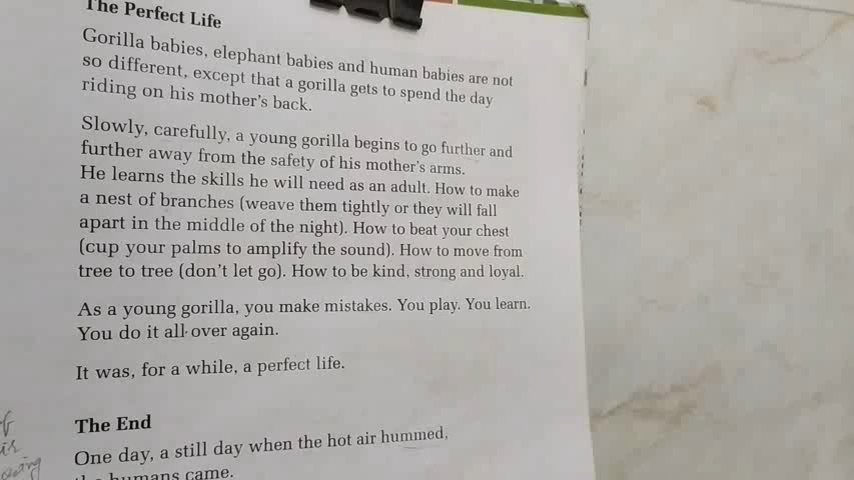 The Perfect Life
Gorilla babies, elephant babies and human babies are not
so different, except that a gorilla gets to spend the day
riding on his mother's back.
Slowly, carefully, a young gorilla begins to go further and
further away from the safety of his mother's arms.
He learns the skills he will need as an adult. How to make
a nest of branches (weave them tightly or they will fall
apart in the middle of the night). How to beat your chest
(cup your palms to amplify the sound). How to move from
tree to tree (don't let go). How to be kind, strong and loyal.
As a young gorilla, you make mistakes. You play. You learn.
You do it all over again.
It was, for a while, a perfect life.
The End
One day, a still day when the hot air hummed,
the humans came.